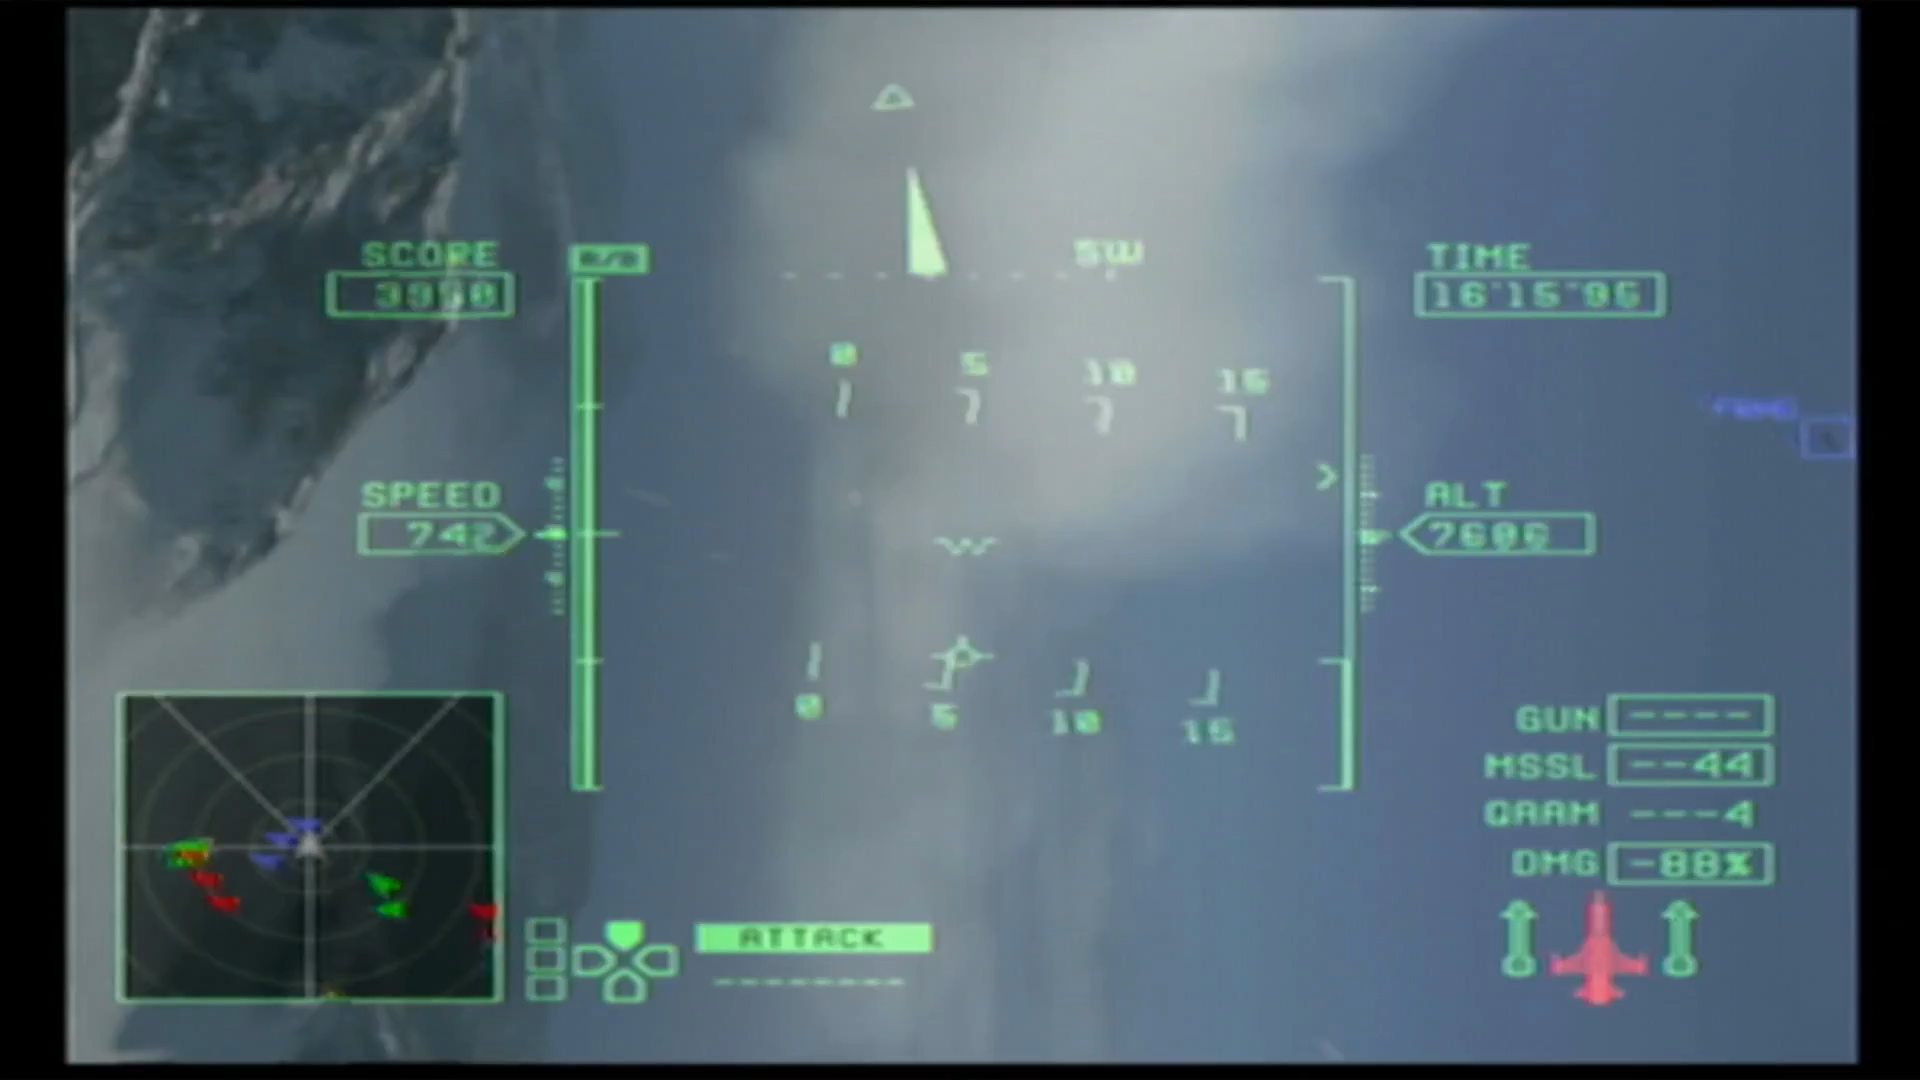 SCORE
3950
SW
TIME
16'15"95
0 5 10 15
SPEED
742
ALT
7606
0 5 10 15
GUN ----
MSSL --44
QAAM ---4
DMG -88%
ATTACK
---------